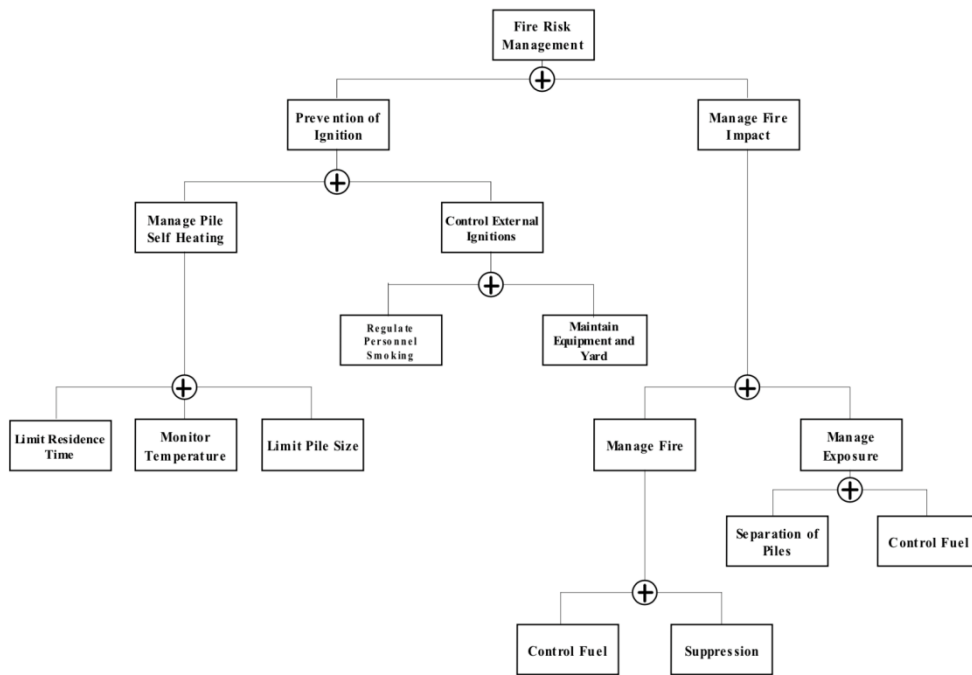 Fire Risk
Management
Prevention of
Ignition
Manage Fire
Impact
Manage Pile
Self Heating
Control External
Ignitions
Regulate
Personnel
Smoking
Maintain
Equipment and
Yard
Limit Residence
Time
Monitor
Temperature
Limit Pile Size
Manage Fire
Manage
Exposure
Separation of
Piles
Control Fuel
Control Fuel
Suppression